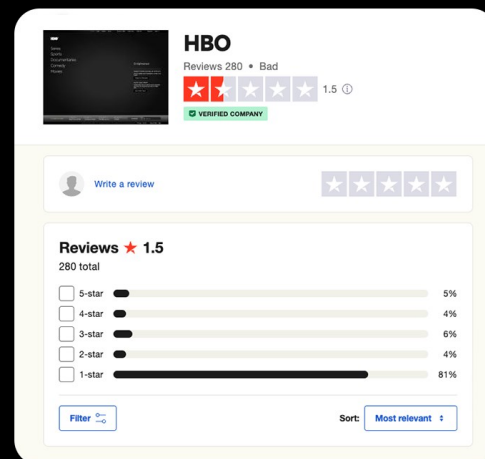 HBO
Reviews 280 • Bad
1.5
VERIFIED COMPANY
Write a review
Reviews ★ 1.5
280 total
5-star 5%
4-star 4%
3-star 6%
2-star 4%
1-star 81%
Filter Sort: Most relevant